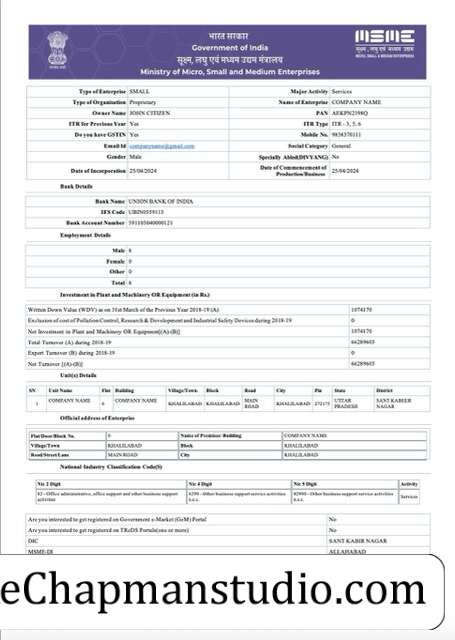 भारत सरकार
Government of India
सूक्ष्म, लघु एवं मध्यम उद्यम मंत्रालय
Ministry of Micro, Small and Medium Enterprises
MSME
सूक्ष्म, लघु एवं मध्यम उद्यम
MICRO, SMALL & MEDIUM ENTERPRISES
Type of Enterprise SMALL Major Activity Services
Type of Organisation Proprietary Name of Enterprise COMPANY NAME
Owner Name JOHN CITIZEN PAN AEKPN2398Q
ITR for Previous Year Yes ITR Type ITR - 3, 5, 6
Do you have GSTIN Yes Mobile No. 9838370111
Email Id companyname@gmail.com Social Category General
Gender Male Specially Abled(DIVYANG) No
Date of Incorporation 25/04/2024 Date of Commencement of Production/Business 25/04/2024
Bank Details
Bank Name UNION BANK OF INDIA
IFS Code UBIN0559113
Bank Account Number 591105040000121
Employment Details
Male 6
Female 0
Other 0
Total 6
Investment in Plant and Machinery OR Equipment (in Rs.)
Written Down Value (WDV) as on 31st March of the Previous Year 2018-19 (A) 1074170
Exclusion of cost of Pollution Control, Research & Development and Industrial Safety Devices during 2018-19 0
Net Investment in Plant and Machinery OR Equipment[(A)-(B)] 1074170
Total Turnover (A) during 2018-19 66289603
Export Turnover (B) during 2018-19 0
Net Turnover [(A)-(B)] 66289603
Unit(s) Details
SN Unit Name Flat Building Village/Town Block Road City Pin State District
1 COMPANY NAME 6 COMPANY NAME KHALILABAD KHALILABAD MAIN ROAD KHALILABAD 272175 UTTAR PRADESH SANT KABEER NAGAR
Official address of Enterprise
Flat/Door/Block No. 6 Name of Premises/ Building COMPANY NAME
Village/Town KHALILABAD Block KHALILABAD
Road/Street/Lane MAIN ROAD City KHALILABAD
National Industry Classification Code(S)
Nic 2 Digit Nic 4 Digit Nic 5 Digit Activity
82 - Office administrative, office support and other business support activities 8299 - Other business support service activities n.e.c. 82990 - Other business support service activities n.e.c. Services
Are you interested to get registered on Government e-Market (GeM) Portal No
Are you interested to get registered on TReDS Portals(one or more) No
DIC SANT KABIR NAGAR
MSME-DI ALLAHABAD
eChapmanstudio.com